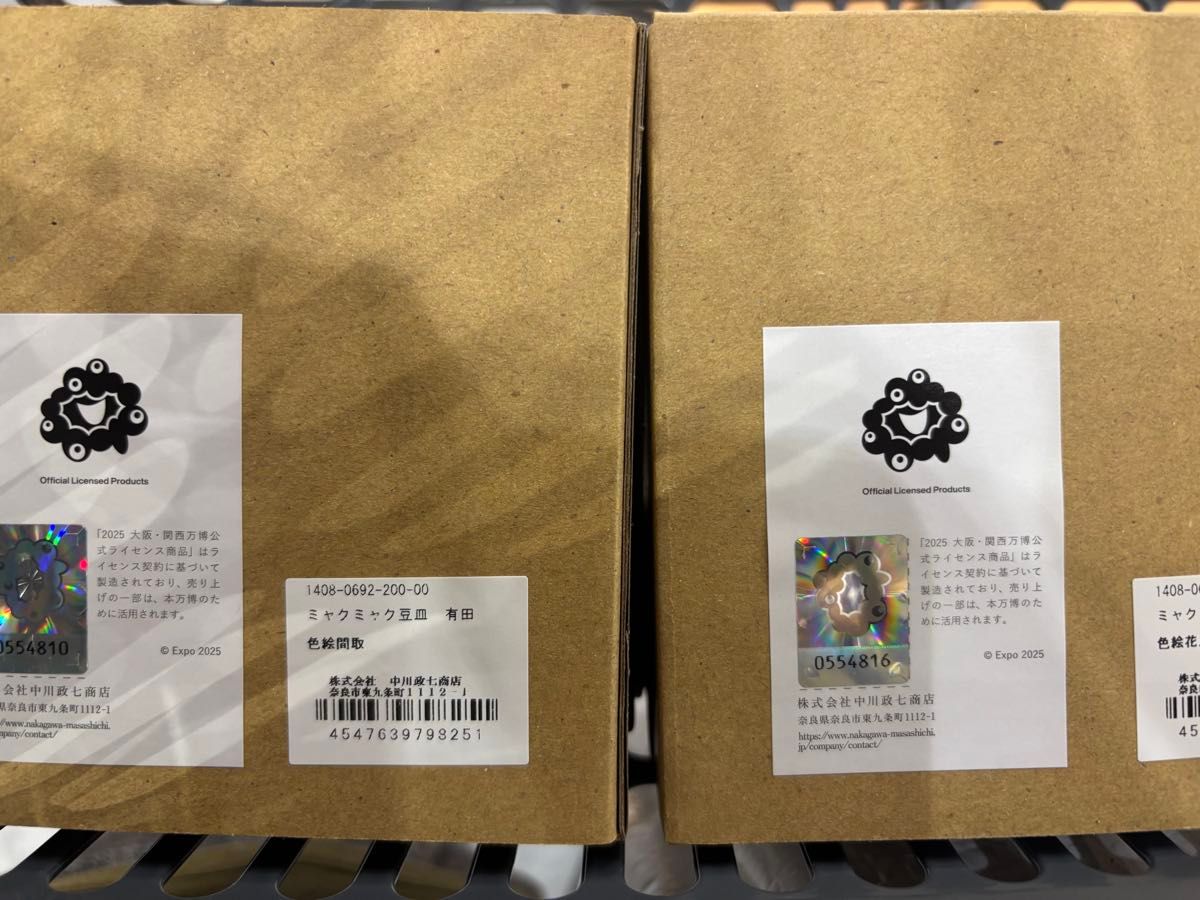 Official Licensed Products
「2025 大阪・関西万博公
式ライセンス商品」はラ
イセンス契約に基づいて
製造されており、売り上
げの一部は、本万博のた
めに活用されます。
0554810
© Expo 2025
会社中川政七商店
県奈良市東九条町1112-1
//www.nakagawa-masashichi.
mpany/contact/
1408-0692-200-00
ミャクミャク豆皿 有田
色絵間取
株式会社 中川政七商店
奈良市東九条町1112-1
4547639798251
Official Licensed Products
「2025 大阪・関西万博公
式ライセンス商品」はラ
イセンス契約に基づいて
製造されており、売り上
げの一部は、本万博のた
めに活用されます。
0554816
© Expo 2025
株式会社中川政七商店
奈良県奈良市東九条町1112-1
https://www.nakagawa-masashichi.
jp/company/contact/
1408-0
ミャク
色絵花
株式
奈良
45